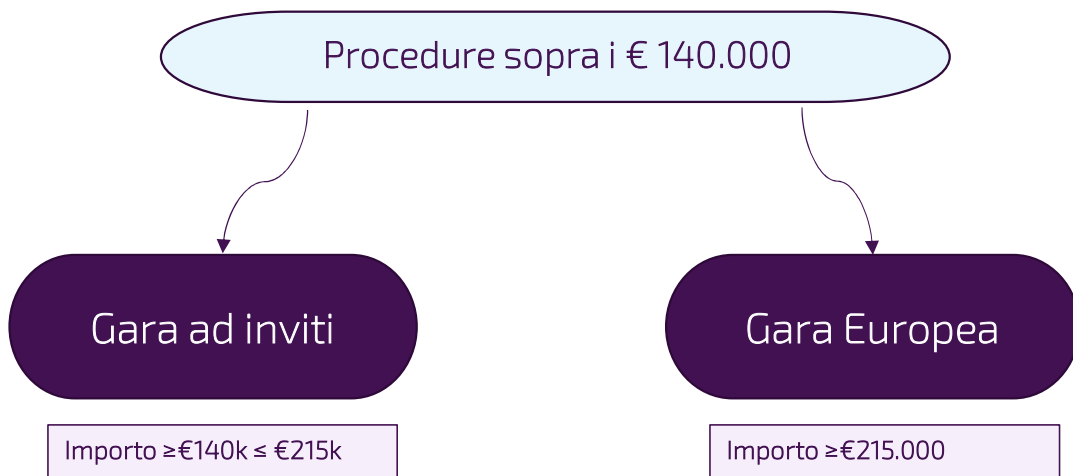 Procedure sopra i € 140.000
Gara ad inviti
Gara Europea
Importo ≥€140k ≤ €215k
Importo ≥€215.000